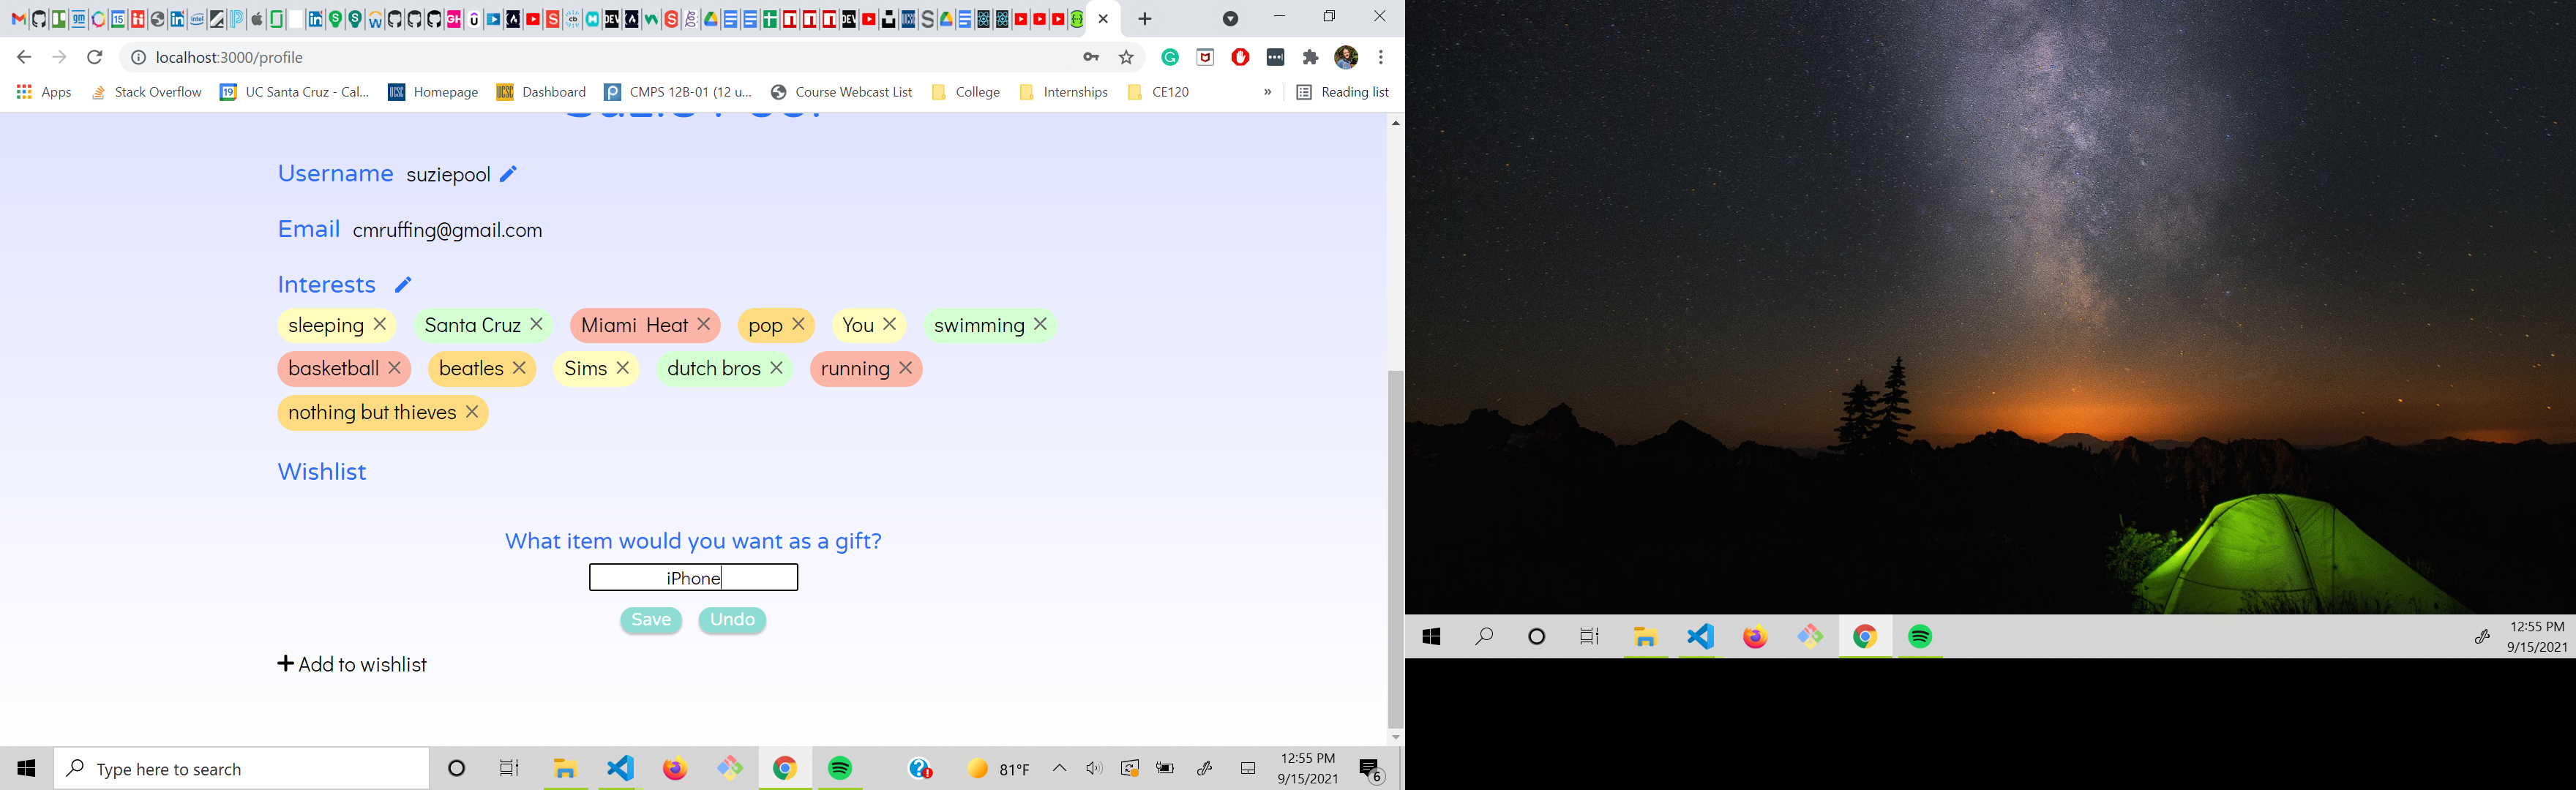 localhost:3000/profile
Apps Stack Overflow UC Santa Cruz - Cal... Homepage Dashboard CMPS 12B-01 (12 u... Course Webcast List College Internships CE120 » Reading list
Username suziepool
Email cmruffing@gmail.com
Interests
sleeping Santa Cruz Miami Heat pop You swimming
basketball beatles Sims dutch bros running
nothing but thieves
Wishlist
What item would you want as a gift?
iPhone
Save Undo
Add to wishlist
Type here to search
81°F
12:55 PM
9/15/2021
6
12:55 PM
9/15/2021